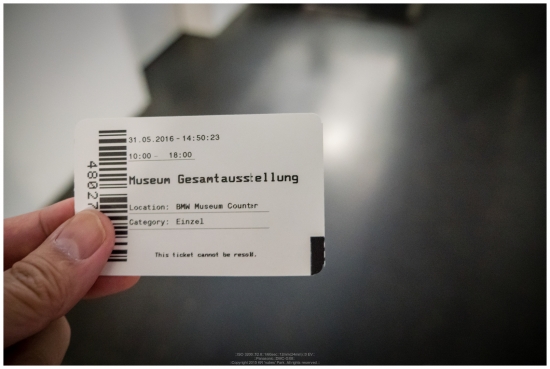 31.05.2016 - 14:50:23
10:00 - 18:00
Museum Gesamtausstellung
Location: BMW Museum Counter
Category: Einzel
This ticket cannot be resold.
48027